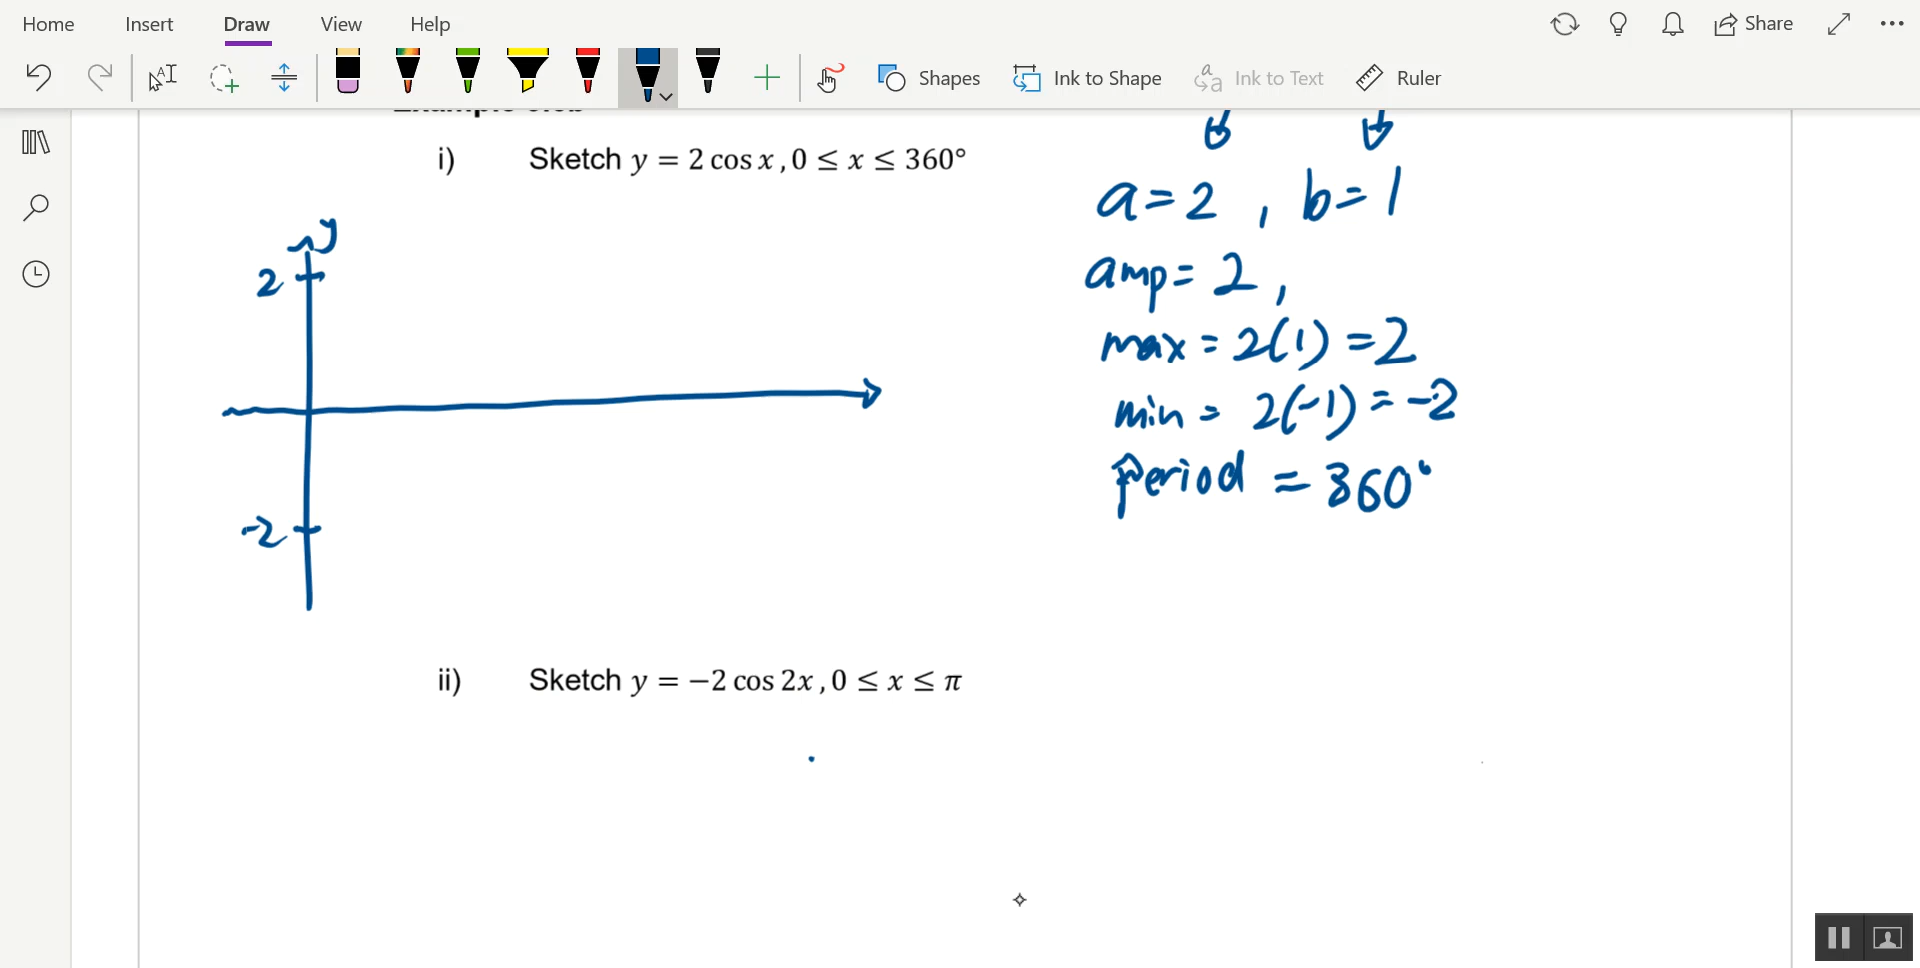 Home Insert Draw View Help Share
Shapes Ink to Shape Ink to Text Ruler
i) Sketch y = 2 cos x , 0 ≤ x ≤ 360°
a = 2 , b = 1
y
2
amp = 2 ,
max = 2(1) = 2
min = 2(-1) = -2
period = 360°
-2
ii) Sketch y = −2 cos 2x , 0 ≤ x ≤ π